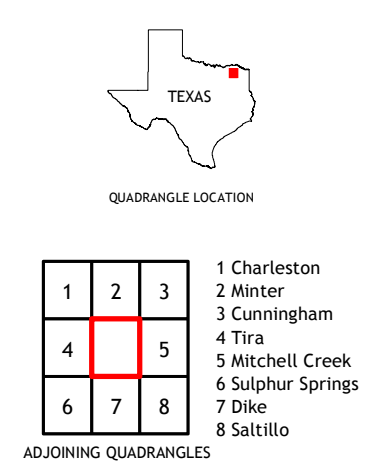 TEXAS
QUADRANGLE LOCATION
1 2 3
4 5
6 7 8
1 Charleston
2 Minter
3 Cunningham
4 Tira
5 Mitchell Creek
6 Sulphur Springs
7 Dike
8 Saltillo
ADJOINING QUADRANGLES